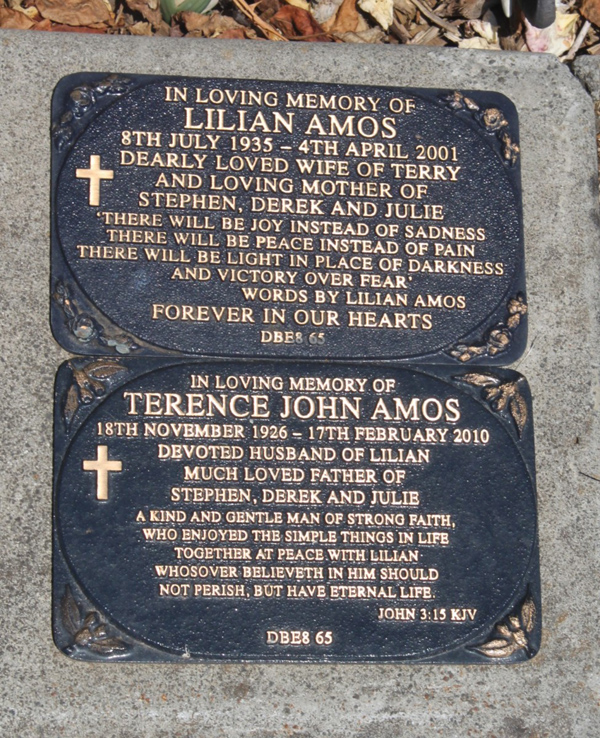 IN LOVING MEMORY OF
LILIAN AMOS
8TH JULY 1935 – 4TH APRIL 2001
DEARLY LOVED WIFE OF TERRY
AND LOVING MOTHER OF
STEPHEN, DEREK AND JULIE
'THERE WILL BE JOY INSTEAD OF SADNESS
THERE WILL BE PEACE INSTEAD OF PAIN
THERE WILL BE LIGHT IN PLACE OF DARKNESS
AND VICTORY OVER FEAR'
WORDS BY LILIAN AMOS
FOREVER IN OUR HEARTS
DBE8 65
IN LOVING MEMORY OF
TERENCE JOHN AMOS
18TH NOVEMBER 1926 – 17TH FEBRUARY 2010
DEVOTED HUSBAND OF LILIAN
MUCH LOVED FATHER OF
STEPHEN, DEREK AND JULIE
A KIND AND GENTLE MAN OF STRONG FAITH,
WHO ENJOYED THE SIMPLE THINGS IN LIFE
TOGETHER AT PEACE WITH LILIAN
WHOSOVER BELIEVETH IN HIM SHOULD
NOT PERISH, BUT HAVE ETERNAL LIFE.
JOHN 3:15 KJV
DBE8 65